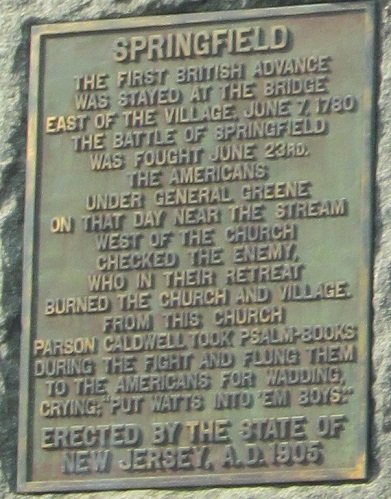 SPRINGFIELD
THE FIRST BRITISH ADVANCE
WAS STAYED AT THE BRIDGE
EAST OF THE VILLAGE, JUNE 7, 1780
THE BATTLE OF SPRINGFIELD
WAS FOUGHT JUNE 23RD.
THE AMERICANS
UNDER GENERAL GREENE
ON THAT DAY NEAR THE STREAM
WEST OF THE CHURCH
CHECKED THE ENEMY,
WHO IN THEIR RETREAT
BURNED THE CHURCH AND VILLAGE.
FROM THIS CHURCH
PARSON CALDWELL TOOK PSALM-BOOKS
DURING THE FIGHT AND FLUNG THEM
TO THE AMERICANS FOR WADDING,
CRYING; "PUT WATTS INTO 'EM BOYS."
ERECTED BY THE STATE OF
NEW JERSEY, A.D. 1905